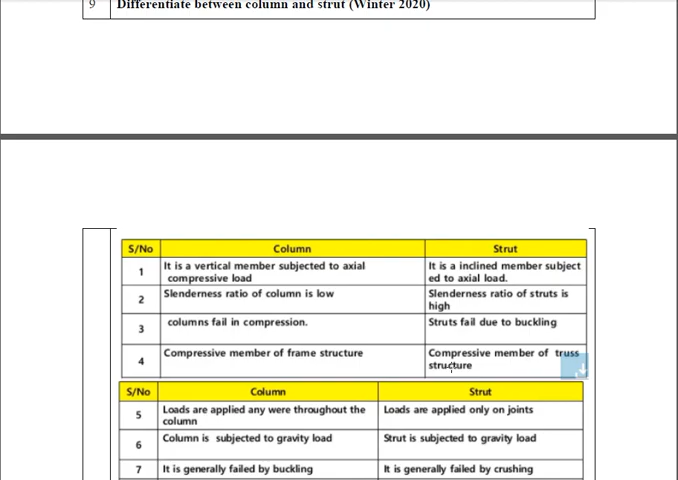 9 Differentiate between column and strut (Winter 2020)
S/No Column Strut
1 It is a vertical member subjected to axial compressive load It is a inclined member subject ed to axial load.
2 Slenderness ratio of column is low Slenderness ratio of struts is high
3 columns fail in compression. Struts fail due to buckling
4 Compressive member of frame structure Compressive member of truss structure
S/No Column Strut
5 Loads are applied any were throughout the column Loads are applied only on joints
6 Column is subjected to gravity load Strut is subjected to gravity load
7 It is generally failed by buckling It is generally failed by crushing